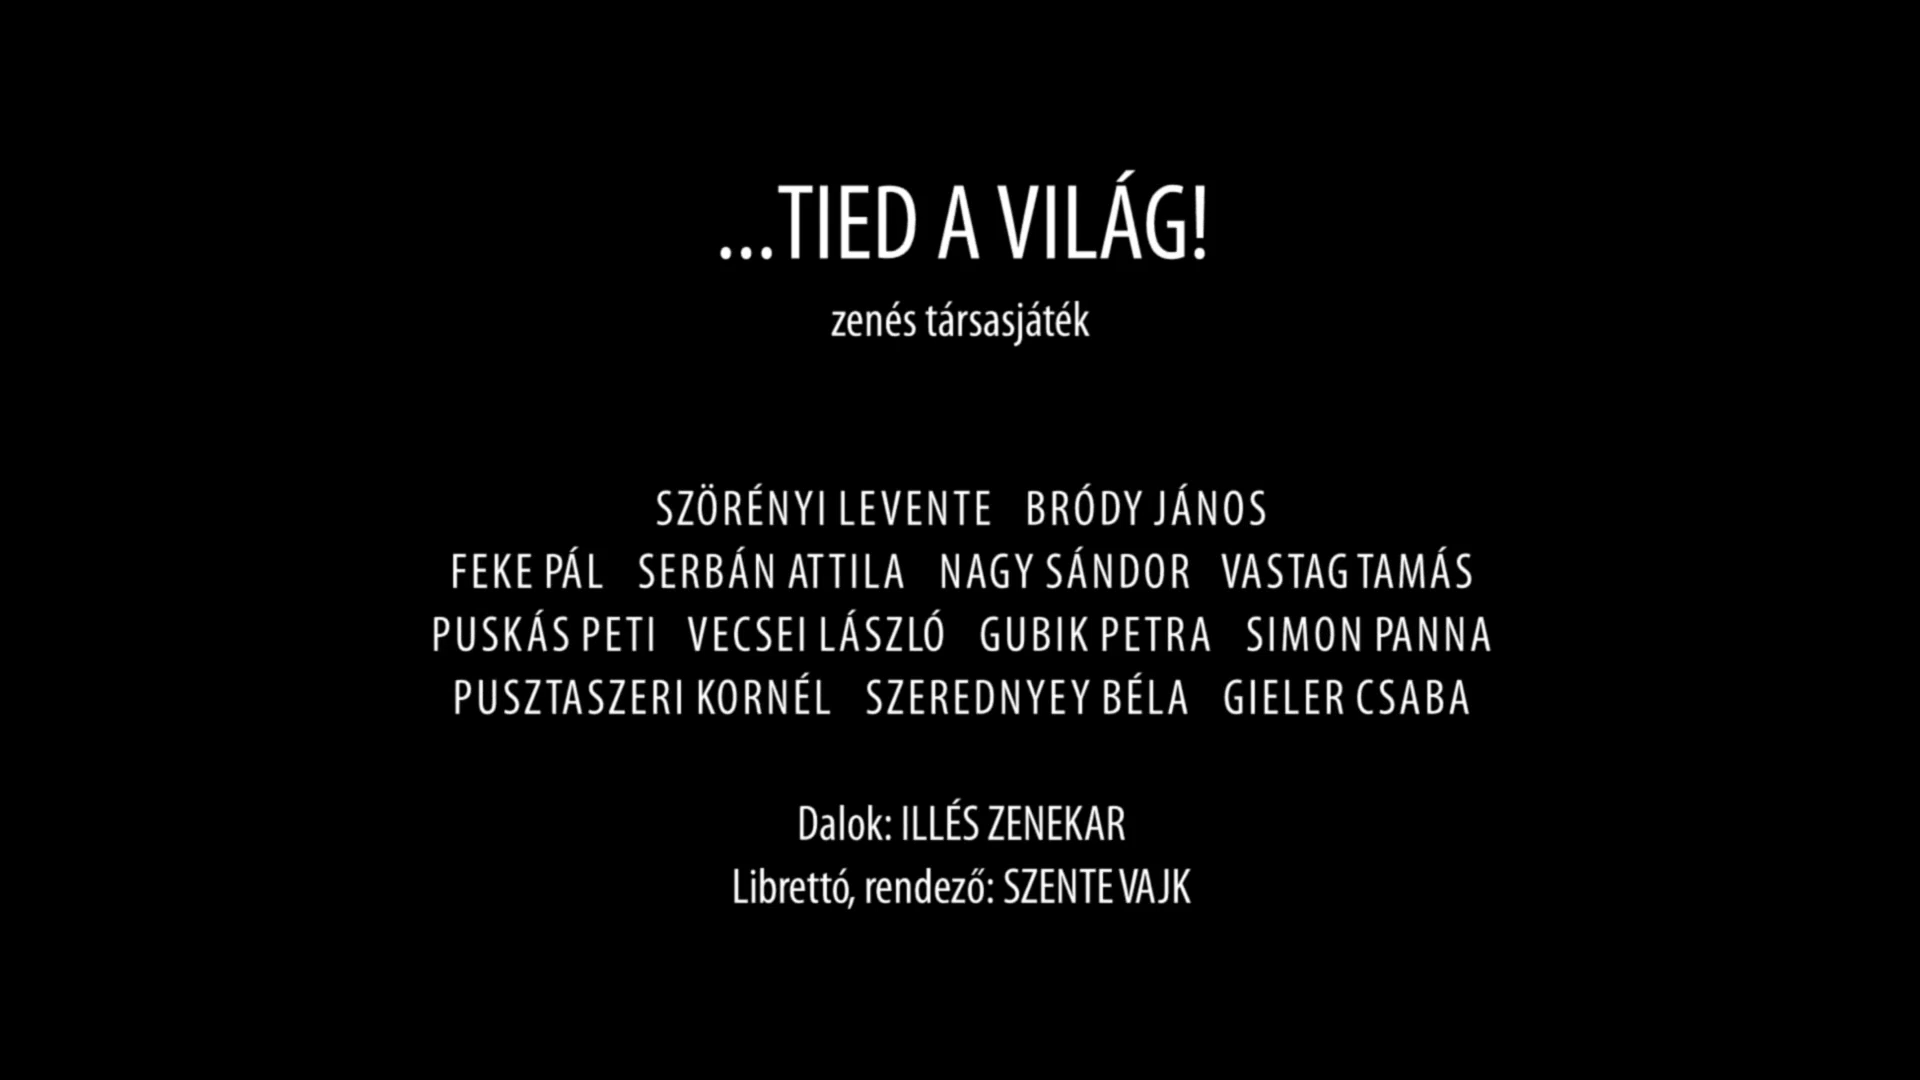 ...TIED A VILÁG!
zenés társasjáték
SZÖRÉNYI LEVENTE BRÓDY JÁNOS
FEKE PÁL SERBÁN ATTILA NAGY SÁNDOR VASTAG TAMÁS
PUSKÁS PETI VECSEI LÁSZLÓ GUBIK PETRA SIMON PANNA
PUSZTASZERI KORNÉL SZEREDNYEY BÉLA GIELER CSABA
Dalok: ILLÉS ZENEKAR
Librettó, rendező: SZENTE VAJK